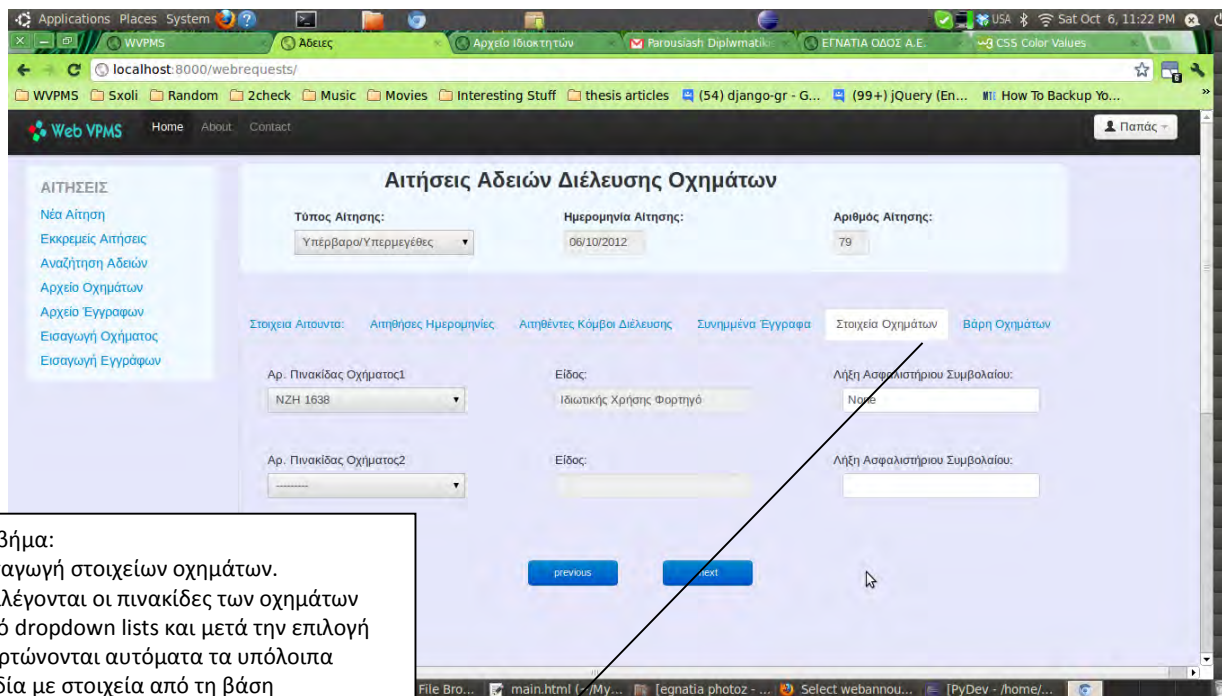 Applications Places System USA Sat Oct 6, 11:22 PM
WVPMS Άδειες Αρχείο Ιδιοκτητών Parousiash Diplwmatik ΕΓΝΑΤΙΑ ΟΔΟΣ Α.Ε. CSS Color Values
localhost:8000/webrequests/
WVPMS Sxoli Random 2check Music Movies Interesting Stuff thesis articles (54) django-gr - G... (99+) jQuery (En... How To Backup Yo... »
Web VPMS Home About Contact Παπάς
ΑΙΤΗΣΕΙΣ
Νέα Αίτηση
Εκκρεμείς Αιτήσεις
Αναζήτηση Αδειών
Αρχείο Οχημάτων
Αρχείο Έγγραφων
Εισαγωγή Οχήματος
Εισαγωγή Εγγράφων
Αιτήσεις Αδειών Διέλευσης Οχημάτων
Τύπος Αίτησης: Ημερομηνία Αίτησης: Αριθμός Αίτησης:
Υπέρβαρο/Υπερμεγέθες 06/10/2012 79
Στοιχεια Αιτουντα: Αιτηθήσες Ημερομηνίες Αιτηθέντες Κόμβοι Διέλευσης Συνημμένα Έγγραφα Στοιχεία Οχημάτων Βάρη Οχημάτων
Αρ. Πινακίδας Οχήματος1 Είδος: Λήξη Ασφαλιστήριου Συμβολαίου:
NZH 1638 Ιδιωτικής Χρήσης Φορτηγό None
Αρ. Πινακίδας Οχήματος2 Είδος: Λήξη Ασφαλιστήριου Συμβολαίου:
---------
previous next
βήμα:
αγωγή στοιχείων οχημάτων.
λέγονται οι πινακίδες των οχημάτων
ό dropdown lists και μετά την επιλογή
ρτώνονται αυτόματα τα υπόλοιπα
δία με στοιχεία από τη βάση
File Bro... main.html (~/My... [egnatia photoz - ... Select webannou... [PyDev - /home/...